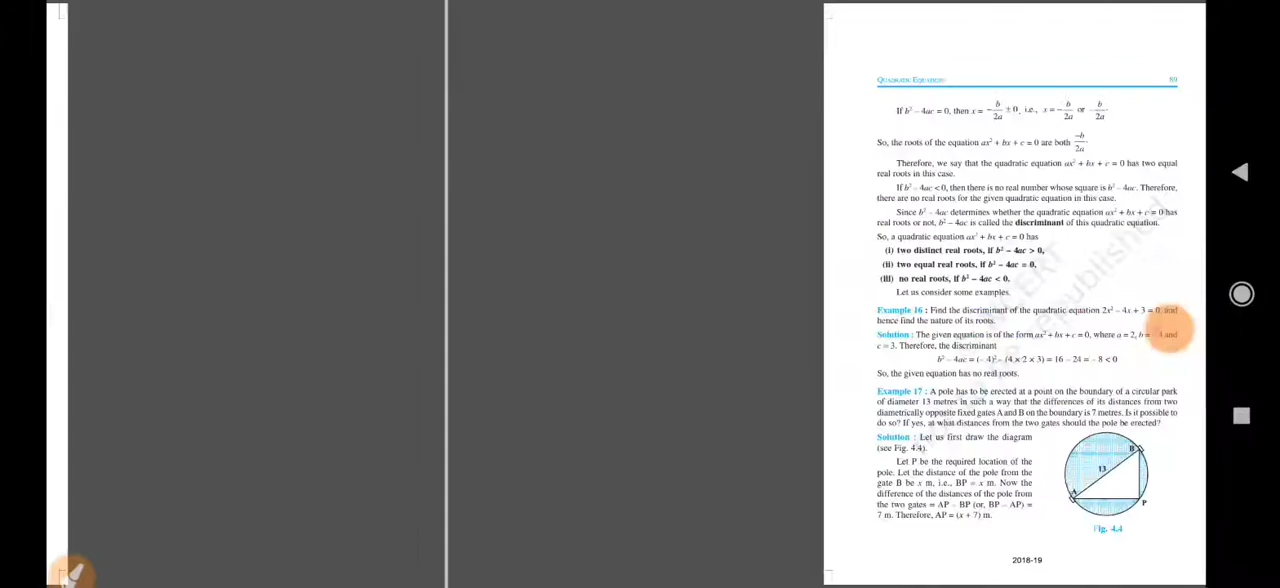 QUADRATIC EQUATIONS 89
If b² – 4ac = 0, then x = –b/2a ± 0, i.e., x = –b/2a or –b/2a.
So, the roots of the equation ax² + bx + c = 0 are both –b/2a.
Therefore, we say that the quadratic equation ax² + bx + c = 0 has two equal
real roots in this case.
If b² – 4ac < 0, then there is no real number whose square is b² – 4ac. Therefore,
there are no real roots for the given quadratic equation in this case.
Since b² – 4ac determines whether the quadratic equation ax² + bx + c = 0 has
real roots or not, b² – 4ac is called the discriminant of this quadratic equation.
So, a quadratic equation ax² + bx + c = 0 has
(i) two distinct real roots, if b² – 4ac > 0,
(ii) two equal real roots, if b² – 4ac = 0,
(iii) no real roots, if b² – 4ac < 0.
Let us consider some examples.
Example 16 : Find the discriminant of the quadratic equation 2x² – 4x + 3 = 0, and
hence find the nature of its roots.
Solution : The given equation is of the form ax² + bx + c = 0, where a = 2, b = – 4 and
c = 3. Therefore, the discriminant
b² – 4ac = (– 4)² – (4 × 2 × 3) = 16 – 24 = – 8 < 0
So, the given equation has no real roots.
Example 17 : A pole has to be erected at a point on the boundary of a circular park
of diameter 13 metres in such a way that the differences of its distances from two
diametrically opposite fixed gates A and B on the boundary is 7 metres. Is it possible to
do so? If yes, at what distances from the two gates should the pole be erected?
Solution : Let us first draw the diagram
(see Fig. 4.4).
Let P be the required location of the
pole. Let the distance of the pole from the
gate B be x m, i.e., BP = x m. Now the
difference of the distances of the pole from
the two gates = AP – BP (or, BP – AP) =
7 m. Therefore, AP = (x + 7) m.
B
13
A
P
Fig. 4.4
2018-19